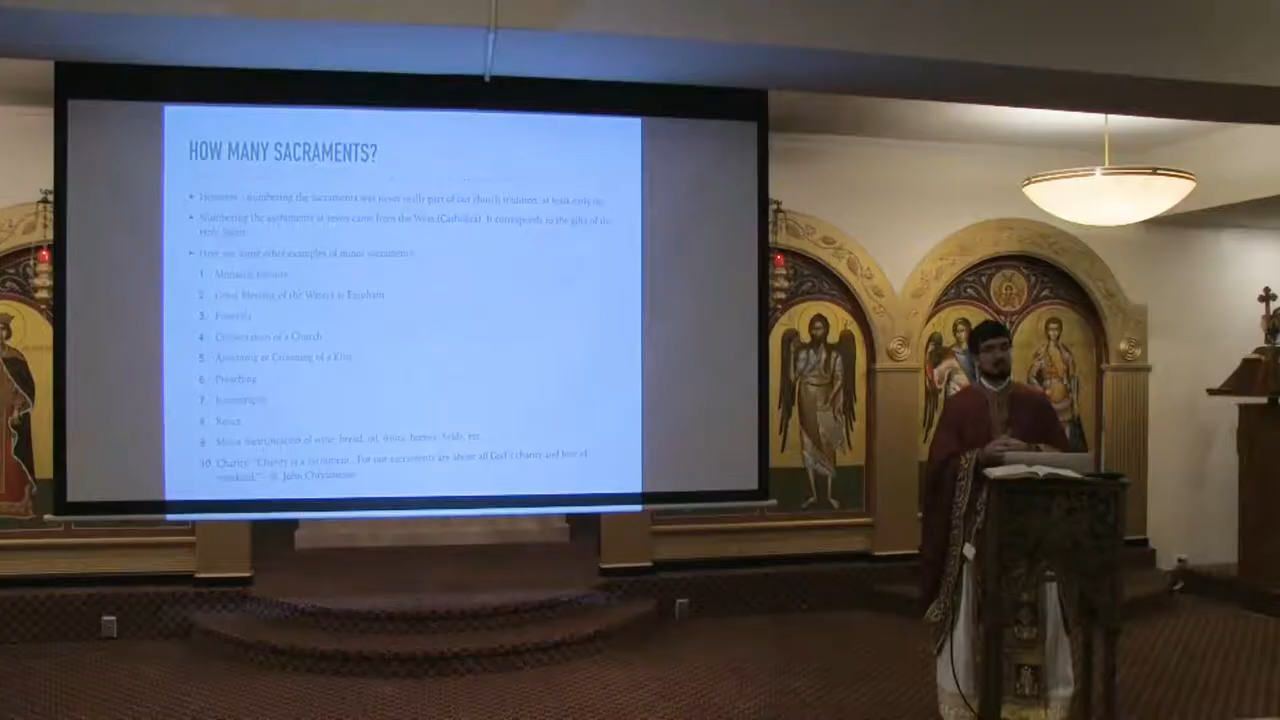 HOW MANY SACRAMENTS?
• However, numbering the sacraments was never really part of our church tradition, at least early on.
• Numbering the sacraments at seven came from the West (Catholics). It corresponds to the gifts of the
Holy Spirit.
• Here are some other examples of minor sacraments:
1. Monastic tonsure
2. Great Blessing of the Waters at Epiphany
3. Funerals
4. Consecration of a Church
5. Anointing or Crowning of a King
6. Preaching
7. Iconography
8.
9. Minor sanctification of wine, bread, oil, fruits, homes, fields, etc.
10. Charity: "Charity is a sacrament. For our sacraments are above all God's charity and love of
mankind." - St. John Chrysostom